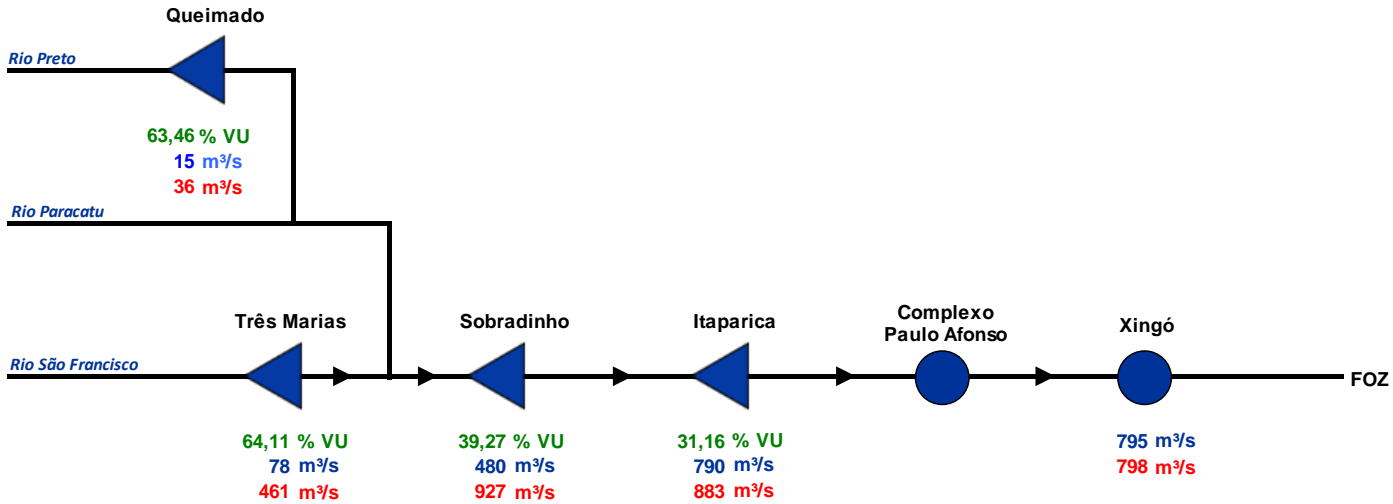 Queimado
Rio Preto
63,46 % VU
15 m³/s
36 m³/s
Rio Paracatu
Três Marias
Sobradinho
Itaparica
Complexo
Paulo Afonso
Xingó
Rio São Francisco
FOZ
64,11 % VU
78 m³/s
461 m³/s
39,27 % VU
480 m³/s
927 m³/s
31,16 % VU
790 m³/s
883 m³/s
795 m³/s
798 m³/s